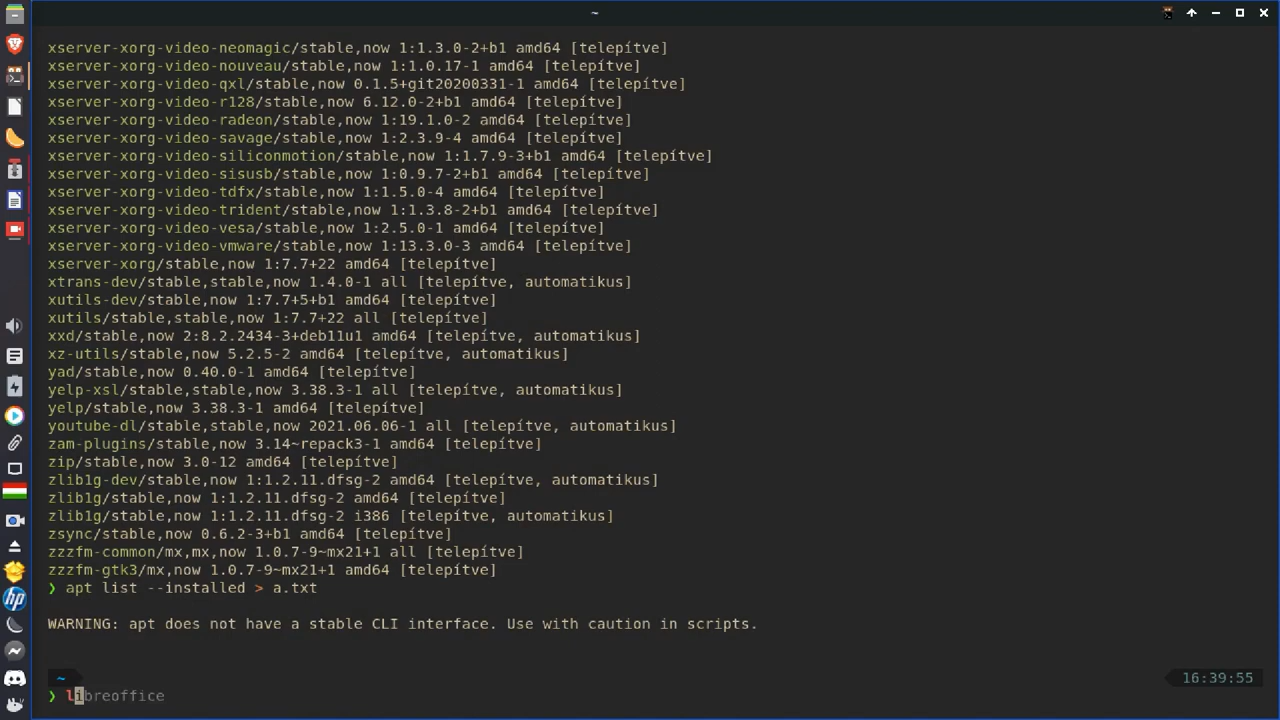 ~
xserver-xorg-video-neomagic/stable,now 1:1.3.0-2+b1 amd64 [telepítve]
xserver-xorg-video-nouveau/stable,now 1:1.0.17-1 amd64 [telepítve]
xserver-xorg-video-qxl/stable,now 0.1.5+git20200331-1 amd64 [telepítve]
xserver-xorg-video-r128/stable,now 6.12.0-2+b1 amd64 [telepítve]
xserver-xorg-video-radeon/stable,now 1:19.1.0-2 amd64 [telepítve]
xserver-xorg-video-savage/stable,now 1:2.3.9-4 amd64 [telepítve]
xserver-xorg-video-siliconmotion/stable,now 1:1.7.9-3+b1 amd64 [telepítve]
xserver-xorg-video-sisusb/stable,now 1:0.9.7-2+b1 amd64 [telepítve]
xserver-xorg-video-tdfx/stable,now 1:1.5.0-4 amd64 [telepítve]
xserver-xorg-video-trident/stable,now 1:1.3.8-2+b1 amd64 [telepítve]
xserver-xorg-video-vesa/stable,now 1:2.5.0-1 amd64 [telepítve]
xserver-xorg-video-vmware/stable,now 1:13.3.0-3 amd64 [telepítve]
xserver-xorg/stable,now 1:7.7+22 amd64 [telepítve]
xtrans-dev/stable,stable,now 1.4.0-1 all [telepítve, automatikus]
xutils-dev/stable,now 1:7.7+5+b1 amd64 [telepítve]
xutils/stable,stable,now 1:7.7+22 all [telepítve]
xxd/stable,now 2:8.2.2434-3+deb11u1 amd64 [telepítve, automatikus]
xz-utils/stable,now 5.2.5-2 amd64 [telepítve, automatikus]
yad/stable,now 0.40.0-1 amd64 [telepítve]
yelp-xsl/stable,stable,now 3.38.3-1 all [telepítve, automatikus]
yelp/stable,now 3.38.3-1 amd64 [telepítve]
youtube-dl/stable,stable,now 2021.06.06-1 all [telepítve, automatikus]
zam-plugins/stable,now 3.14~repack3-1 amd64 [telepítve]
zip/stable,now 3.0-12 amd64 [telepítve]
zlib1g-dev/stable,now 1:1.2.11.dfsg-2 amd64 [telepítve, automatikus]
zlib1g/stable,now 1:1.2.11.dfsg-2 amd64 [telepítve]
zlib1g/stable,now 1:1.2.11.dfsg-2 i386 [telepítve, automatikus]
zsync/stable,now 0.6.2-3+b1 amd64 [telepítve]
zzzfm-common/mx,mx,now 1.0.7-9~mx21+1 all [telepítve]
zzzfm-gtk3/mx,now 1.0.7-9~mx21+1 amd64 [telepítve]
❯ apt list --installed > a.txt
WARNING: apt does not have a stable CLI interface. Use with caution in scripts.
~ 16:39:55
❯ libreoffice
hp